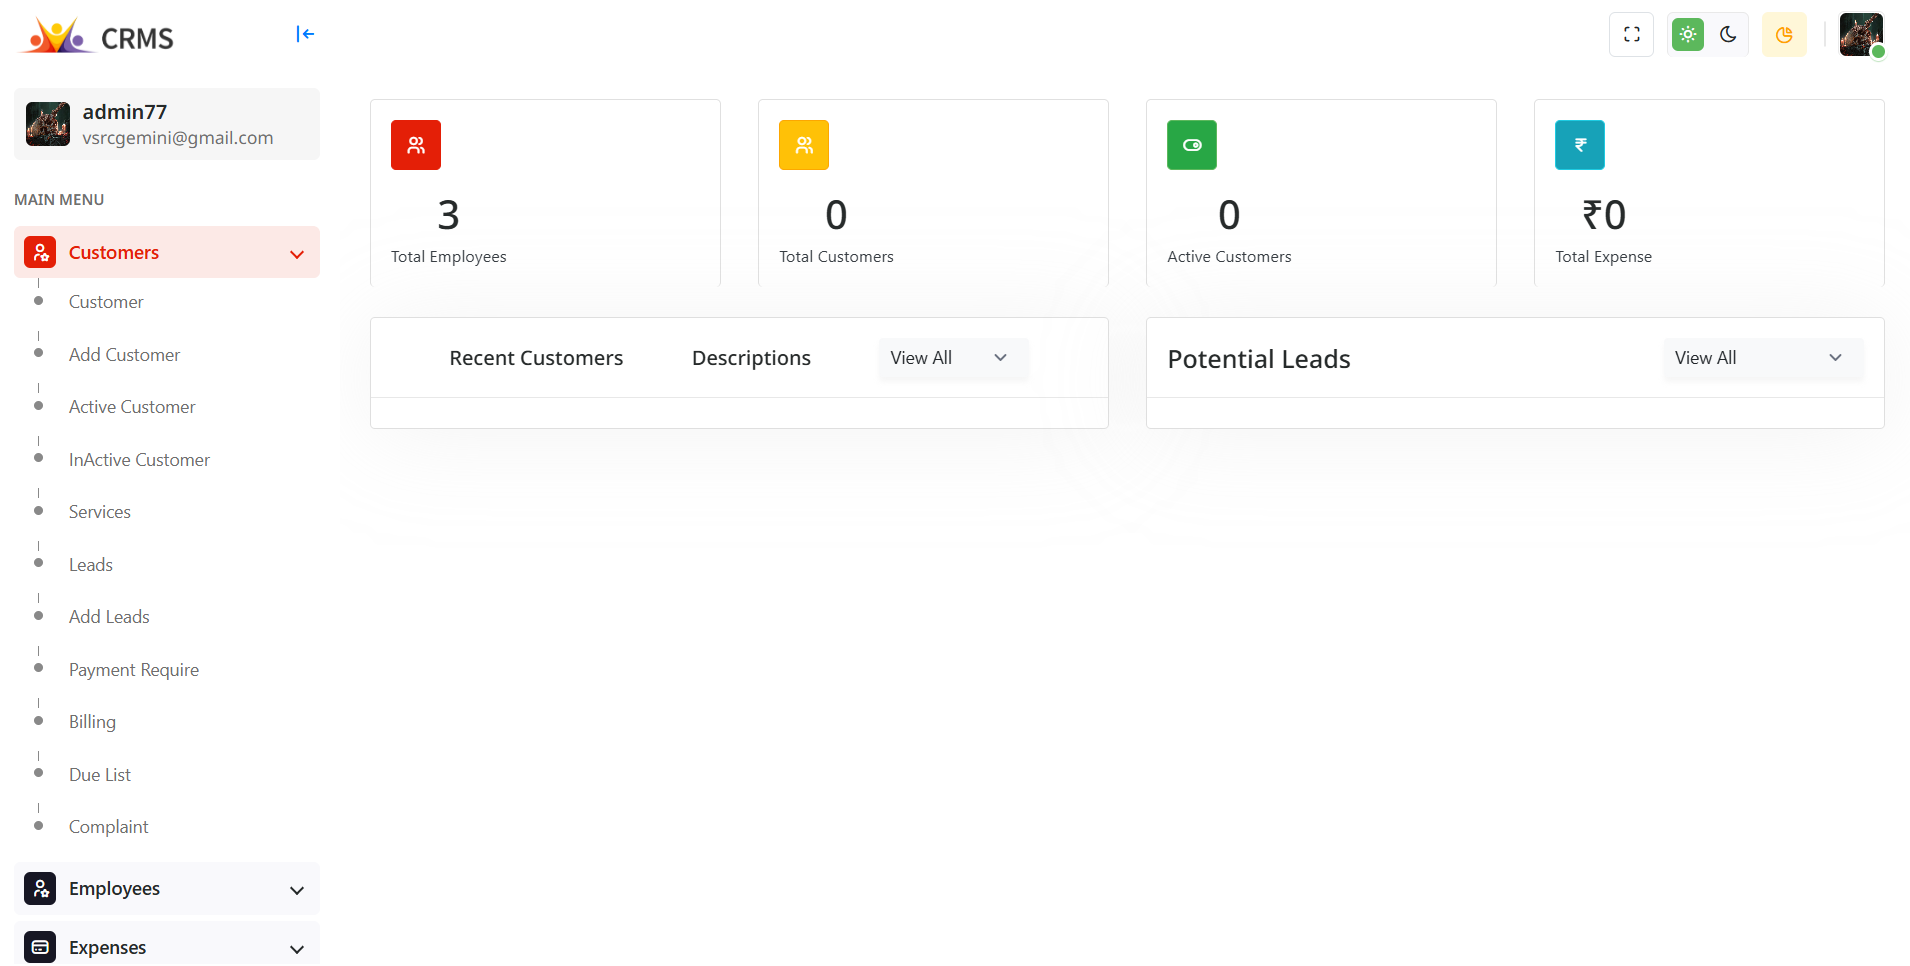 CRMS
admin77
vsrcgemini@gmail.com
MAIN MENU
Customers
Customer
Add Customer
Active Customer
InActive Customer
Services
Leads
Add Leads
Payment Require
Billing
Due List
Complaint
Employees
Expenses
3
Total Employees
0
Total Customers
0
Active Customers
₹
₹0
Total Expense
Recent Customers Descriptions View All
Potential Leads View All